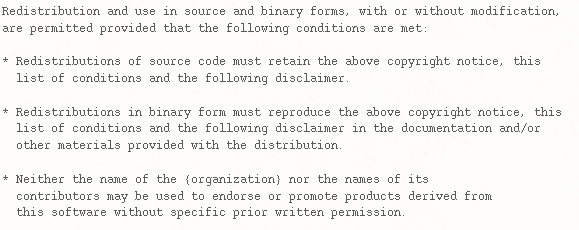 Redistribution and use in source and binary forms, with or without modification,
are permitted provided that the following conditions are met:
* Redistributions of source code must retain the above copyright notice, this
list of conditions and the following disclaimer.
* Redistributions in binary form must reproduce the above copyright notice, this
list of conditions and the following disclaimer in the documentation and/or
other materials provided with the distribution.
* Neither the name of the {organization} nor the names of its
contributors may be used to endorse or promote products derived from
this software without specific prior written permission.